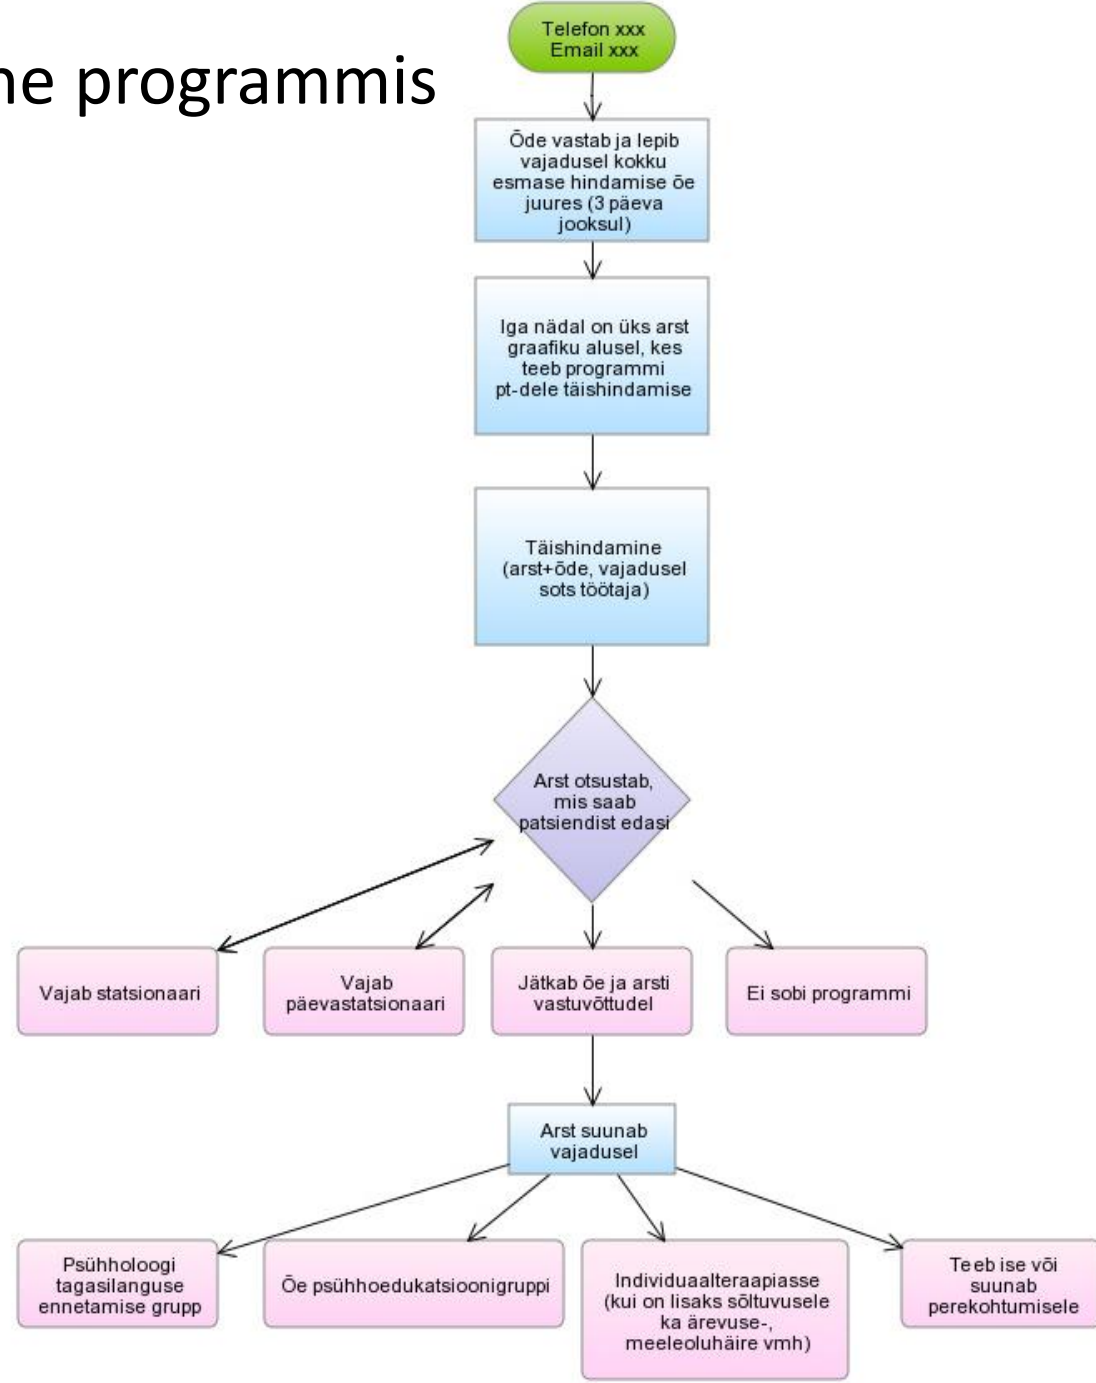 ne programmis
Telefon xxx
Email xxx
Õde vastab ja lepib
vajadusel kokku
esmase hindamise õe
juures (3 päeva
jooksul)
Iga nädal on üks arst
graafiku alusel, kes
teeb programmi
pt-dele täishindamise
Täishindamine
(arst+õde, vajadusel
sots töötaja)
Arst otsustab,
mis saab
patsiendist edasi
Vajab statsionaari
Vajab
päevastatsionaari
Jätkab õe ja arsti
vastuvõttudel
Ei sobi programmi
Arst suunab
vajadusel
Psühholoogi
tagasilanguse
ennetamise grupp
Õe psühhoedukatsioonigruppi
Individuaalteraapiasse
(kui on lisaks sõltuvusele
ka ärevuse-,
meeleoluhäire vmh)
Teeb ise või
suunab
perekohtumisele